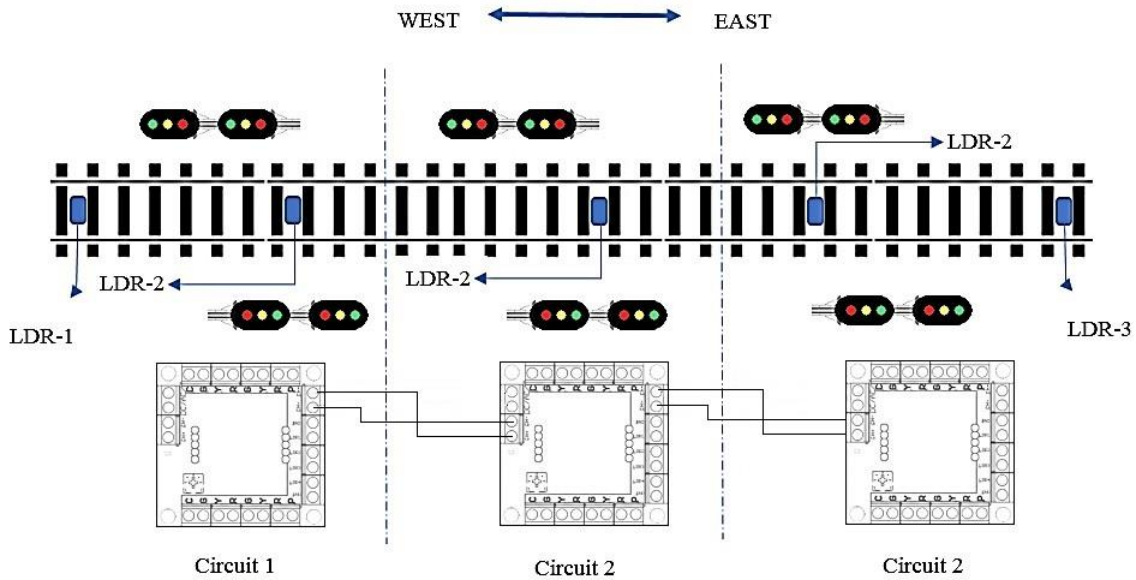 WEST EAST
LDR-2
LDR-2
LDR-2
LDR-1
LDR-3
C G Y R G Y R P
C G Y R G Y R P
C G Y R G Y R P
C G Y R G Y R P
C G Y R G Y R P
C G Y R G Y R P
Circuit 1
Circuit 2
Circuit 2